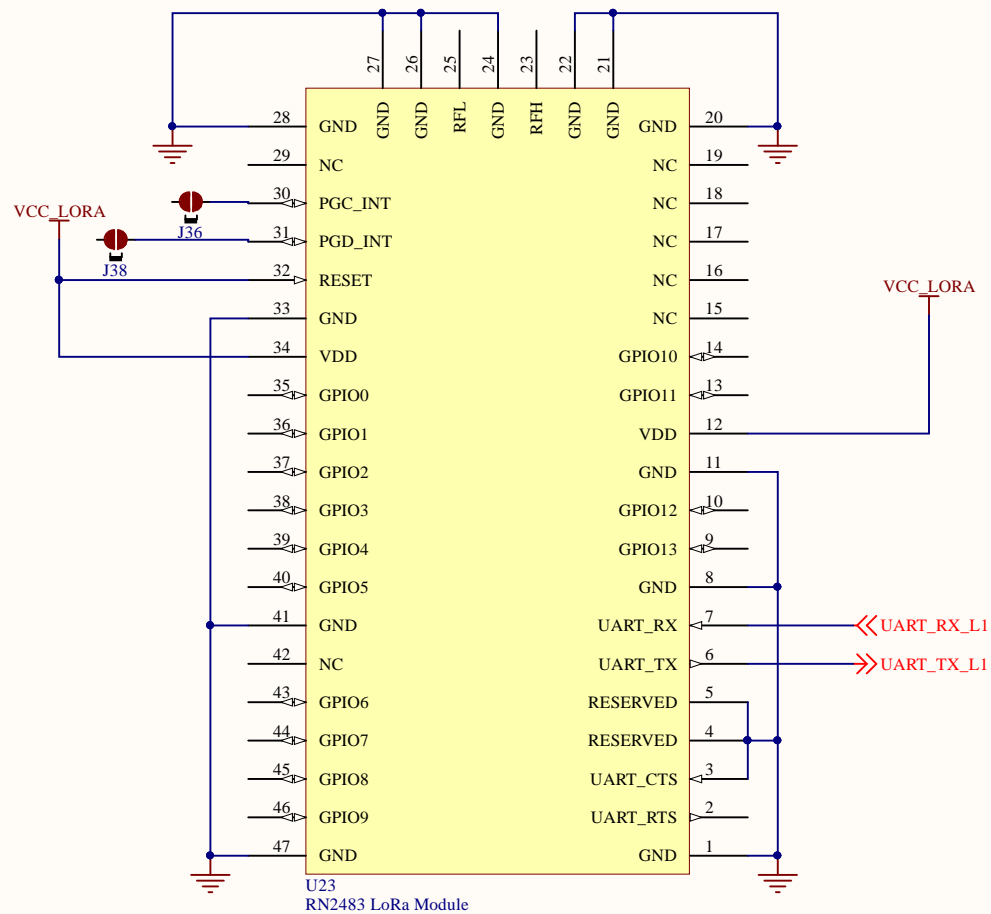 27 26 25 24 23 22 21
GND GND RFL GND RFH GND GND
28 GND GND 20
29 NC NC 19
30 PGC_INT NC 18
J36
VCC_LORA
31 PGD_INT NC 17
J38
32 RESET NC 16
VCC_LORA
33 GND NC 15
34 VDD GPIO10 14
35 GPIO0 GPIO11 13
36 GPIO1 VDD 12
37 GPIO2 GND 11
38 GPIO3 GPIO12 10
39 GPIO4 GPIO13 9
40 GPIO5 GND 8
41 GND UART_RX 7 UART_RX_L1
42 NC UART_TX 6 UART_TX_L1
43 GPIO6 RESERVED 5
44 GPIO7 RESERVED 4
45 GPIO8 UART_CTS 3
46 GPIO9 UART_RTS 2
47 GND GND 1
U23
RN2483 LoRa Module